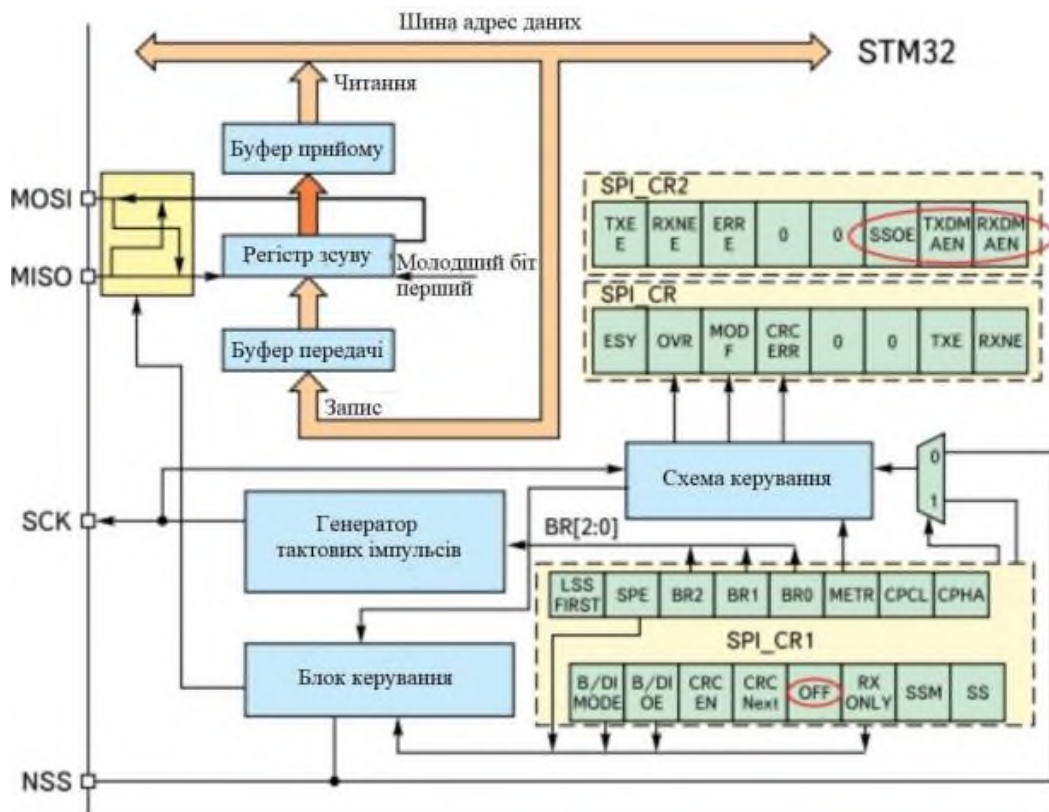 Шина адрес даних
STM32
Читання
Буфер прийому
MOSI
SPI_CR2
TXE
E
RXNE
E
ERR
E
0
0
SSOE
TXDM
AEN
RXDM
AEN
Регістр зсуву
MISO
Молодший біт
перший
SPI_CR
ESY
OVR
MOD
F
CRC
ERR
0
0
TXE
RXNE
Буфер передачі
Запис
Схема керування
0
1
SCK
Генератор
тактових імпульсів
BR[2:0]
LSS
FIRST
SPE
BR2
BR1
BR0
METR
CPCL
CPHA
SPI_CR1
Блок керування
B/DI
MODE
B/DI
OE
CRC
EN
CRC
Next
OFF
RX
ONLY
SSM
SS
NSS